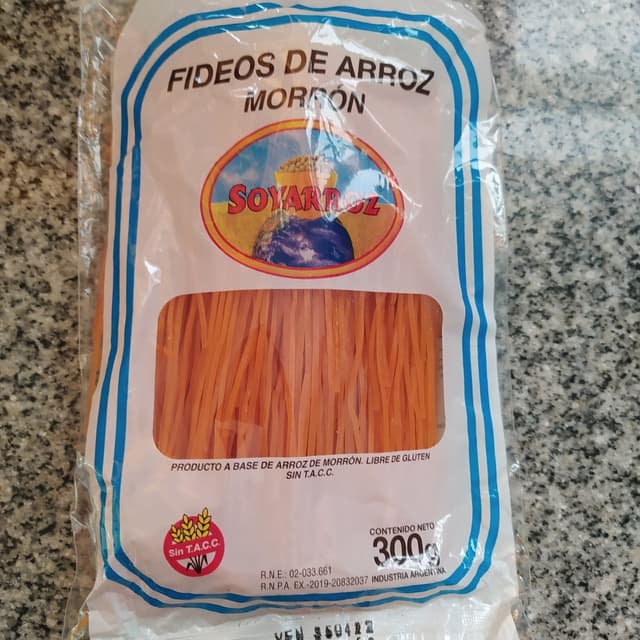 FIDEOS DE ARROZ
MORRÓN
SOYARROZ
PRODUCTO A BASE DE ARROZ DE MORRÓN. LIBRE DE GLUTEN
SIN T.A.C.C.
Sin T.A.C.C.
CONTENIDO NETO
300g
R.N.E.: 02-033.661
R.N.P.A. EX.-2019-20832037 INDUSTRIA ARGENTINA
VEN